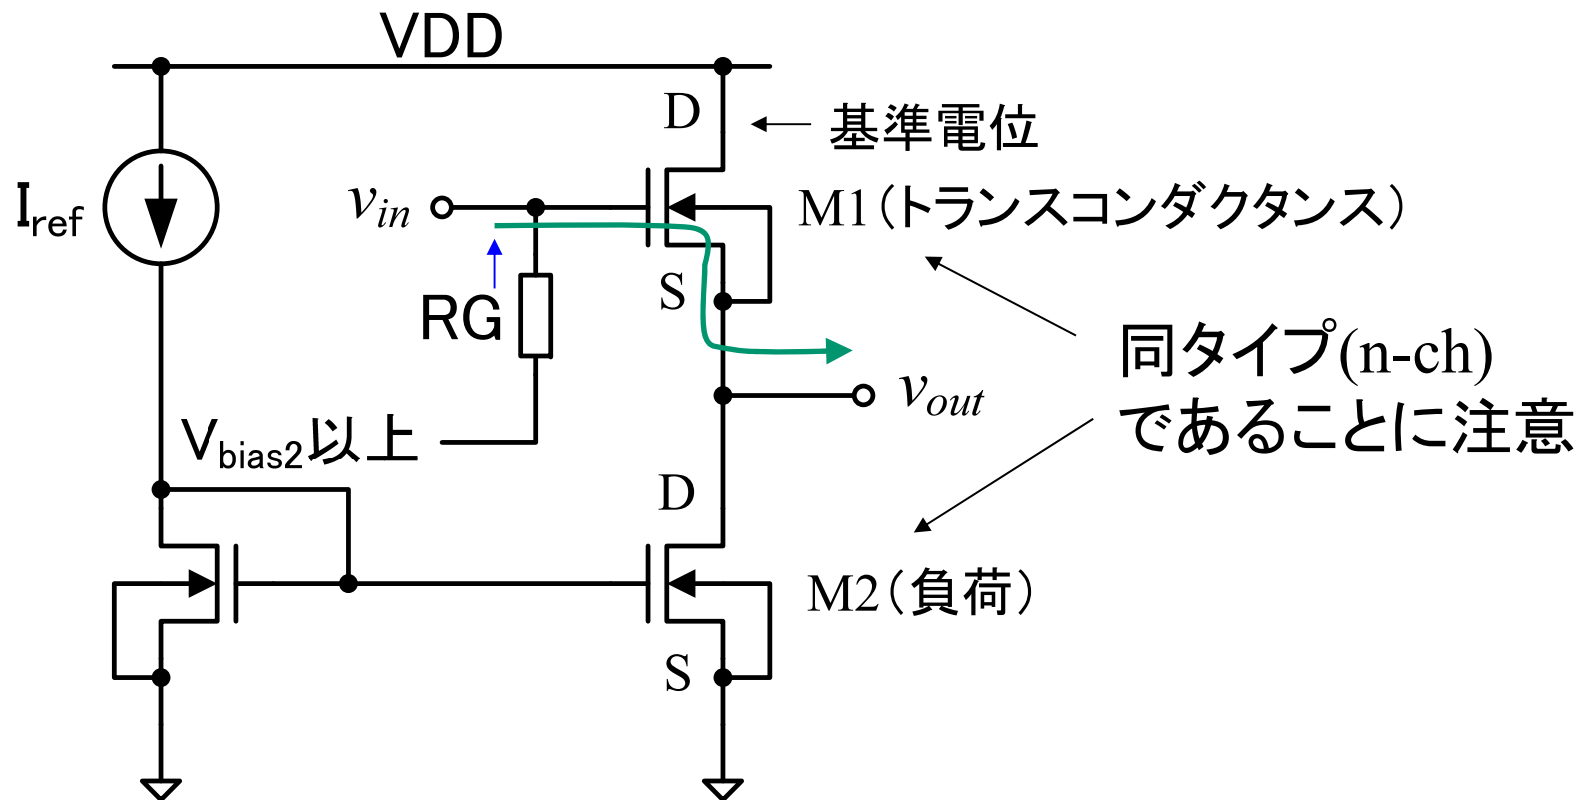 VDD
D
基準電位
Iref
vin
M1(トランスコンダクタンス)
RG
S
同タイプ(n-ch)
であることに注意
vout
Vbias2以上
D
M2(負荷)
S